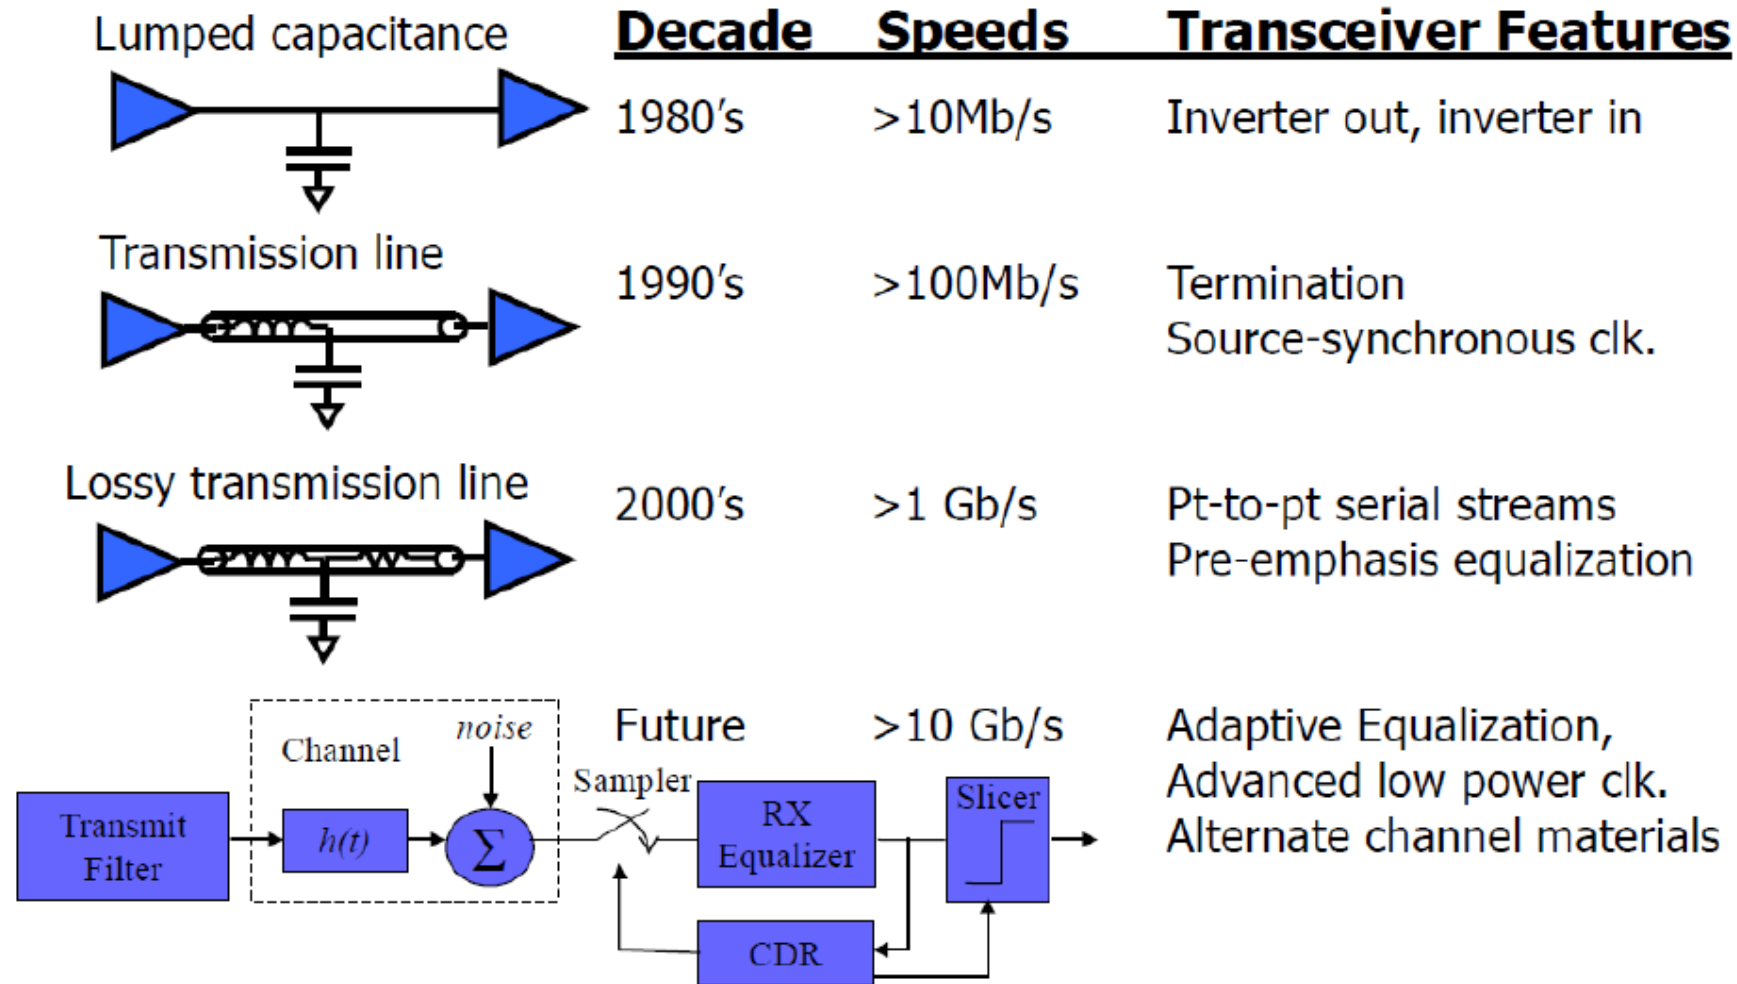 Lumped capacitance
Decade Speeds Transceiver Features
1980's >10Mb/s Inverter out, inverter in
Transmission line
1990's >100Mb/s Termination
Source-synchronous clk.
Lossy transmission line
2000's >1 Gb/s Pt-to-pt serial streams
Pre-emphasis equalization
Future >10 Gb/s Adaptive Equalization,
Advanced low power clk.
Alternate channel materials
Transmit
Filter
Channel
h(t)
noise
Σ
Sampler
RX
Equalizer
CDR
Slicer